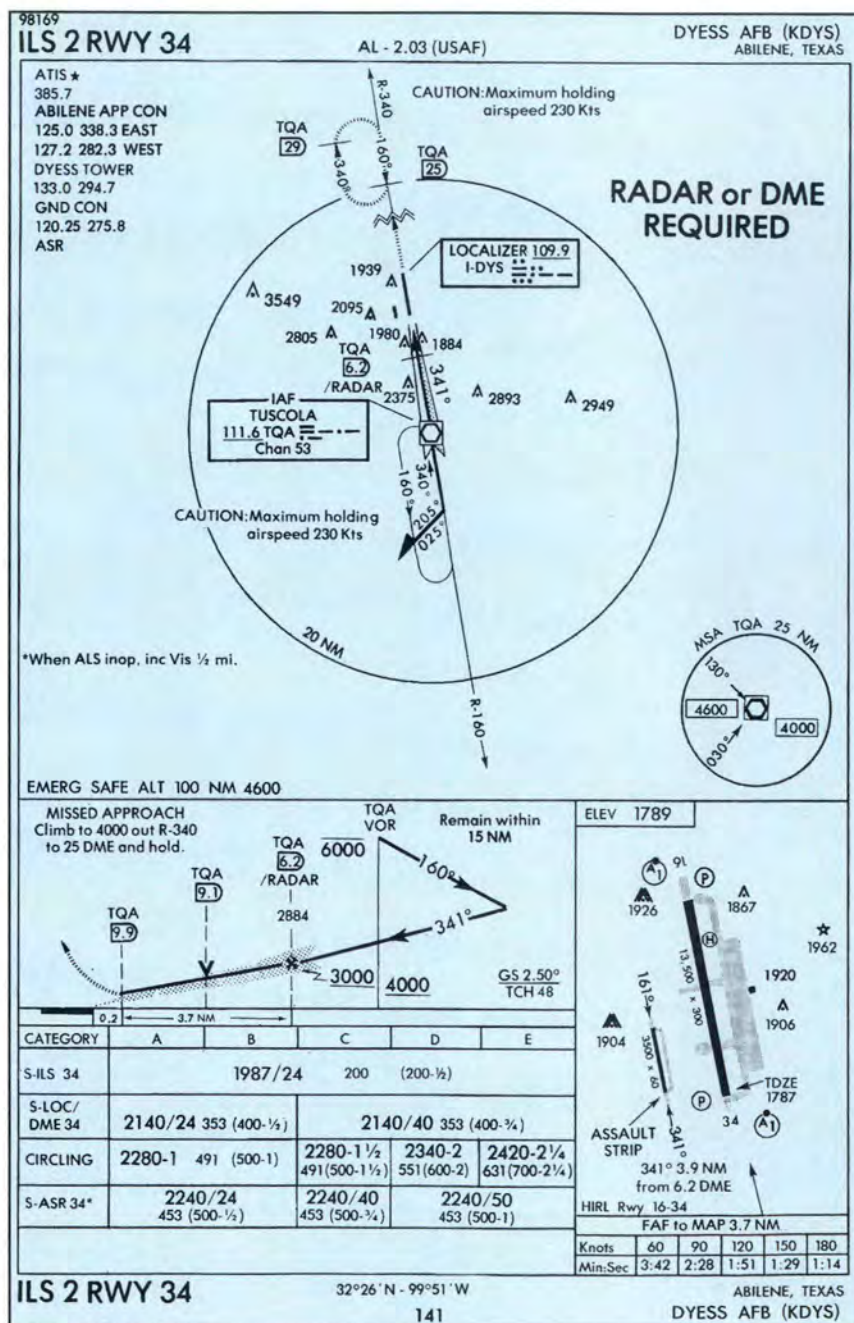 98169
ILS 2 RWY 34
AL - 2.03 (USAF)
DYESS AFB (KDYS)
ABILENE, TEXAS
ATIS ★
385.7
ABILENE APP CON
125.0 338.3 EAST
127.2 282.3 WEST
DYESS TOWER
133.0 294.7
GND CON
120.25 275.8
ASR
CAUTION: Maximum holding
airspeed 230 Kts
RADAR or DME
REQUIRED
R-340
160°
340°
TQA
29
TQA
25
LOCALIZER 109.9
I-DYS
1939
3549
2095
2805
1980
1884
TQA
6.2
/RADAR
341°
2375
2893
2949
IAF
TUSCOLA
111.6 TQA
Chan 53
160°
340°
205°
025°
CAUTION: Maximum holding
airspeed 230 Kts
20 NM
R-160
*When ALS inop, inc Vis ½ mi.
MSA TQA 25 NM
130°
4600
4000
030°
EMERG SAFE ALT 100 NM 4600
MISSED APPROACH
Climb to 4000 out R-340
to 25 DME and hold.
TQA
VOR
Remain within
15 NM
6000
160°
341°
TQA
6.2
/RADAR
2884
TQA
9.1
TQA
9.9
3000
4000
GS 2.50°
TCH 48
0.2
3.7 NM
ELEV 1789
16
A1
P
1926
1867
H
1962
13,500 x 300
1920
161°
1904
1906
3500 x 60
TDZE
1787
P
34
A1
ASSAULT
STRIP
341°
341° 3.9 NM
from 6.2 DME
HIRL Rwy 16-34
FAF to MAP 3.7 NM
Knots 60 90 120 150 180
Min:Sec 3:42 2:28 1:51 1:29 1:14
CATEGORY A B C D E
S-ILS 34 1987/24 200 (200-½)
S-LOC/
DME 34 2140/24 353 (400-½) 2140/40 353 (400-¾)
CIRCLING 2280-1 491 (500-1) 2280-1½ 2340-2 2420-2¼
491(500-1½) 551(600-2) 631(700-2¼)
S-ASR 34* 2240/24 2240/40 2240/50
453 (500-½) 453 (500-¾) 453 (500-1)
ILS 2 RWY 34
32°26´N - 99°51´W
141
ABILENE, TEXAS
DYESS AFB (KDYS)